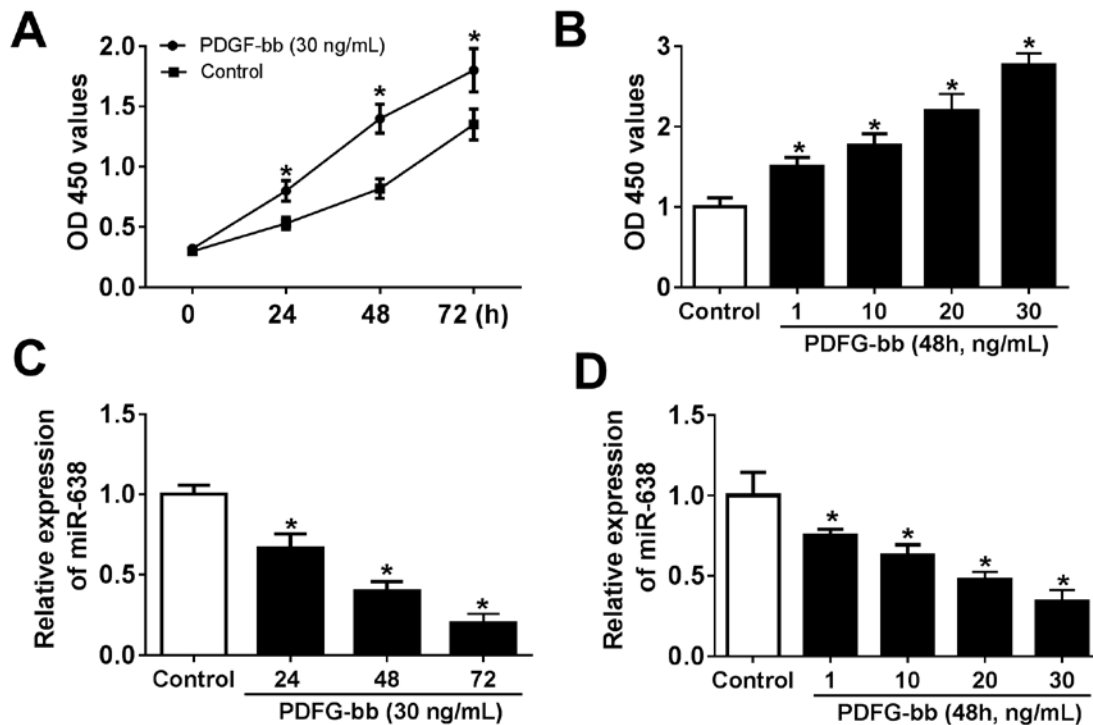 A
PDGF-bb (30 ng/mL)
Control
OD 450 values
2.0
1.5
1.0
0.5
0.0
* * *
0 24 48 72 (h)
B
OD 450 values
3
2
1
0
* * * *
Control 1 10 20 30
PDFG-bb (48h, ng/mL)
C
Relative expression
of miR-638
1.5
1.0
0.5
0.0
* * *
Control 24 48 72
PDFG-bb (30 ng/mL)
D
Relative expression
of miR-638
1.5
1.0
0.5
0.0
* * * *
Control 1 10 20 30
PDFG-bb (48h, ng/mL)